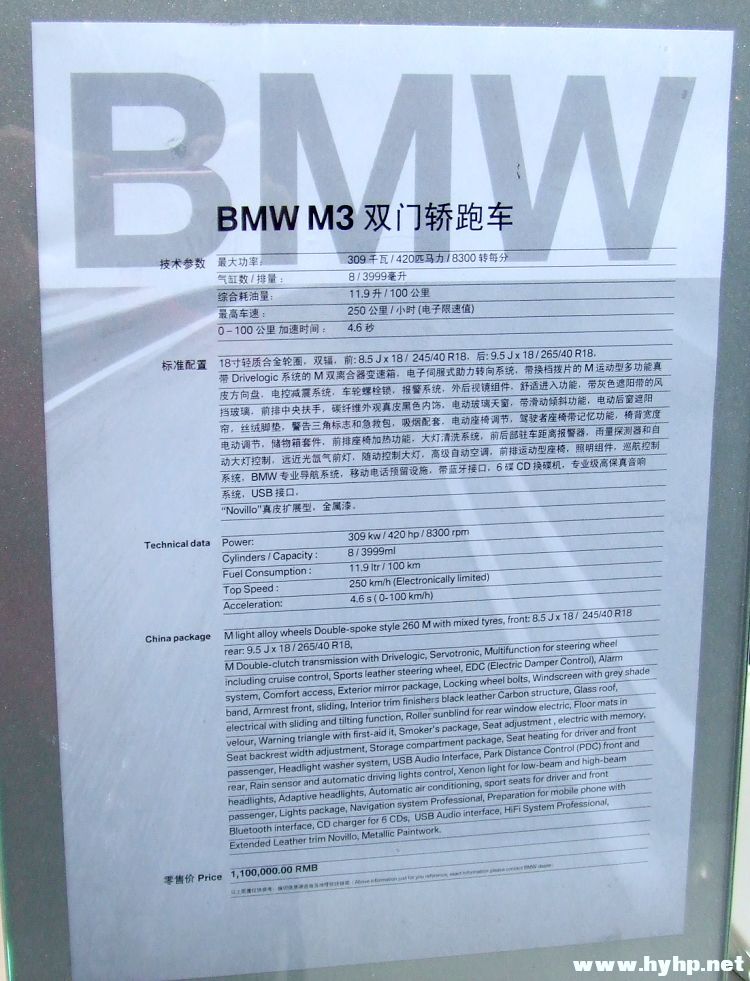 BMW
BMW M3 双门轿跑车
技术参数 最大功率: 309 千瓦 / 420匹马力 / 8300 转每分
气缸数 / 排量: 8 / 3999毫升
综合耗油量: 11.9 升 / 100 公里
最高车速: 250 公里 / 小时 (电子限速值)
0-100 公里 加速时间: 4.6 秒
标准配置 18寸轻质合金轮圈, 双辐, 前: 8.5 J x 18 / 245/40 R18, 后: 9.5 J x 18 / 265/40 R18,
带 Drivelogic 系统的 M 双离合器变速箱, 电子伺服式助力转向系统, 带换档拨片的 M 运动型多功能真
皮方向盘, 电控减震系统, 车轮螺栓锁, 报警系统, 外后视镜组件, 舒适进入功能, 带灰色遮阳带的风
挡玻璃, 前排中央扶手, 碳纤维外观真皮黑色内饰, 电动玻璃天窗, 带滑动倾斜功能, 电动后窗遮阳
帘, 丝绒脚垫, 警告三角标志和急救包, 吸烟配套, 电动座椅调节, 驾驶者座椅带记忆功能, 椅背宽度
电动调节, 储物箱套件, 前排座椅加热功能, 大灯清洗系统, 前后部驻车距离报警器, 雨量探测器和自
动大灯控制, 远近光氙气前灯, 随动控制大灯, 高级自动空调, 前排运动型座椅, 照明组件, 巡航控制
系统, BMW 专业导航系统, 移动电话预留设施, 带蓝牙接口, 6 碟 CD 换碟机, 专业级高保真音响
系统, USB 接口,
“Novillo”真皮扩展型, 金属漆。
Technical data Power: 309 kw / 420 hp / 8300 rpm
Cylinders / Capacity : 8 / 3999ml
Fuel Consumption : 11.9 ltr / 100 km
Top Speed : 250 km/h (Electronically limited)
Acceleration: 4.6 s ( 0-100 km/h)
China package M light alloy wheels Double-spoke style 260 M with mixed tyres, front: 8.5 J x 18 / 245/40 R18
rear: 9.5 J x 18 / 265/40 R18,
M Double-clutch transmission with Drivelogic, Servotronic, Multifunction for steering wheel
including cruise control, Sports leather steering wheel, EDC (Electric Damper Control), Alarm
system, Comfort access, Exterior mirror package, Locking wheel bolts, Windscreen with grey shade
band, Armrest front, sliding, Interior trim finishers black leather Carbon structure, Glass roof,
electrical with sliding and tilting function, Roller sunblind for rear window electric, Floor mats in
velour, Warning triangle with first-aid it, Smoker's package, Seat adjustment , electric with memory,
Seat backrest width adjustment, Storage compartment package, Seat heating for driver and front
passenger, Headlight washer system, USB Audio Interface, Park Distance Control (PDC) front and
rear, Rain sensor and automatic driving lights control, Xenon light for low-beam and high-beam
headlights, Adaptive headlights, Automatic air conditioning, sport seats for driver and front
passenger, Lights package, Navigation system Professional, Preparation for mobile phone with
Bluetooth interface, CD charger for 6 CDs, USB Audio interface, HiFi System Professional,
Extended Leather trim Novillo, Metallic Paintwork.
零售价 Price 1,100,000.00 RMB
(Above information just for you reference, exact information please contact BMW dealer.
www.hyhp.net